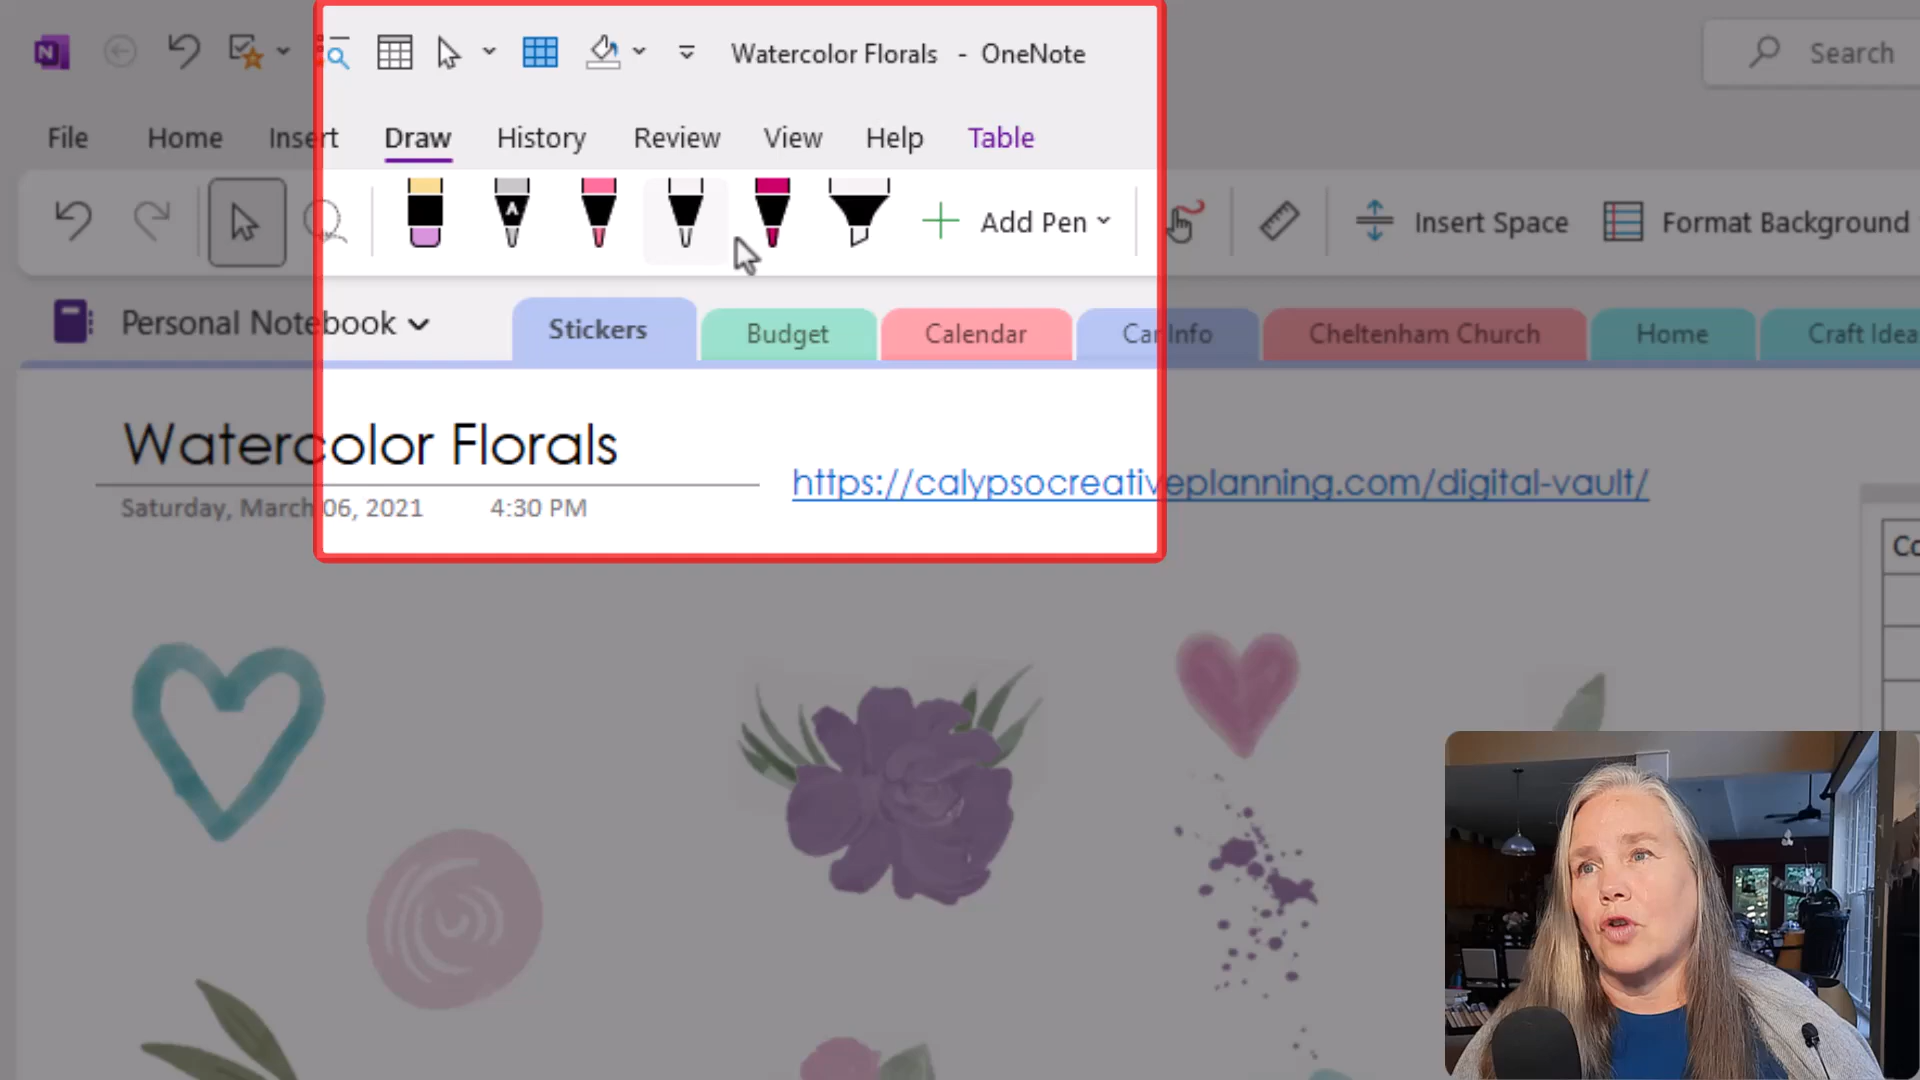 Watercolor Florals - OneNote
Search
File Home Insert Draw History Review View Help Table
Add Pen Insert Space Format Background
Personal Notebook
Stickers Budget Calendar Car Info Cheltenham Church Home Craft Idea
Watercolor Florals
https://calypsocreativeplanning.com/digital-vault/
Saturday, March 06, 2021 4:30 PM